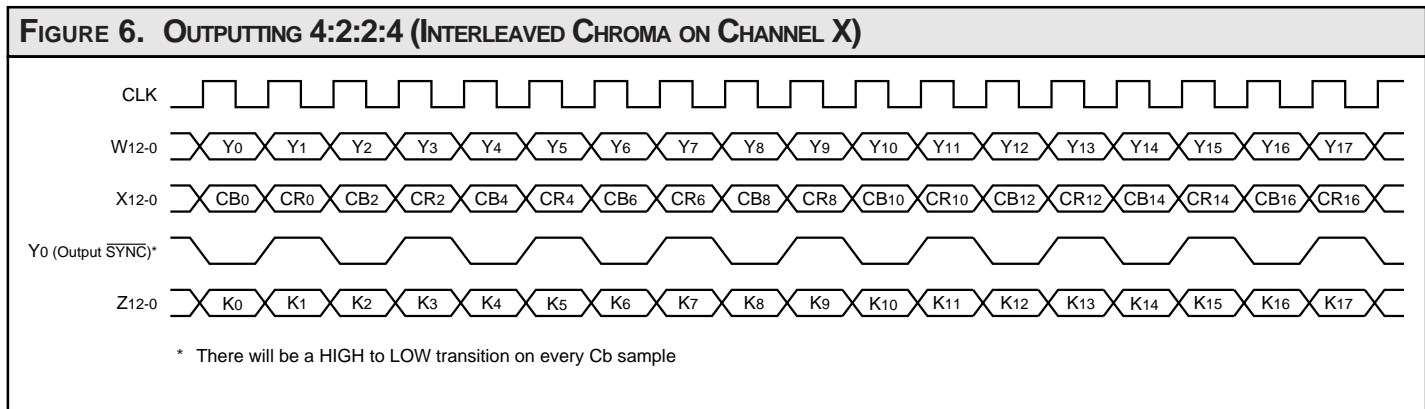 FIGURE 6. OUTPUTTING 4:2:2:4 (INTERLEAVED CHROMA ON CHANNEL X)
CLK
W12-0 Y0 Y1 Y2 Y3 Y4 Y5 Y6 Y7 Y8 Y9 Y10 Y11 Y12 Y13 Y14 Y15 Y16 Y17
X12-0 CB0 CR0 CB2 CR2 CB4 CR4 CB6 CR6 CB8 CR8 CB10 CR10 CB12 CR12 CB14 CR14 CB16 CR16
Y0 (Output SYNC)*
Z12-0 K0 K1 K2 K3 K4 K5 K6 K7 K8 K9 K10 K11 K12 K13 K14 K15 K16 K17
* There will be a HIGH to LOW transition on every Cb sample